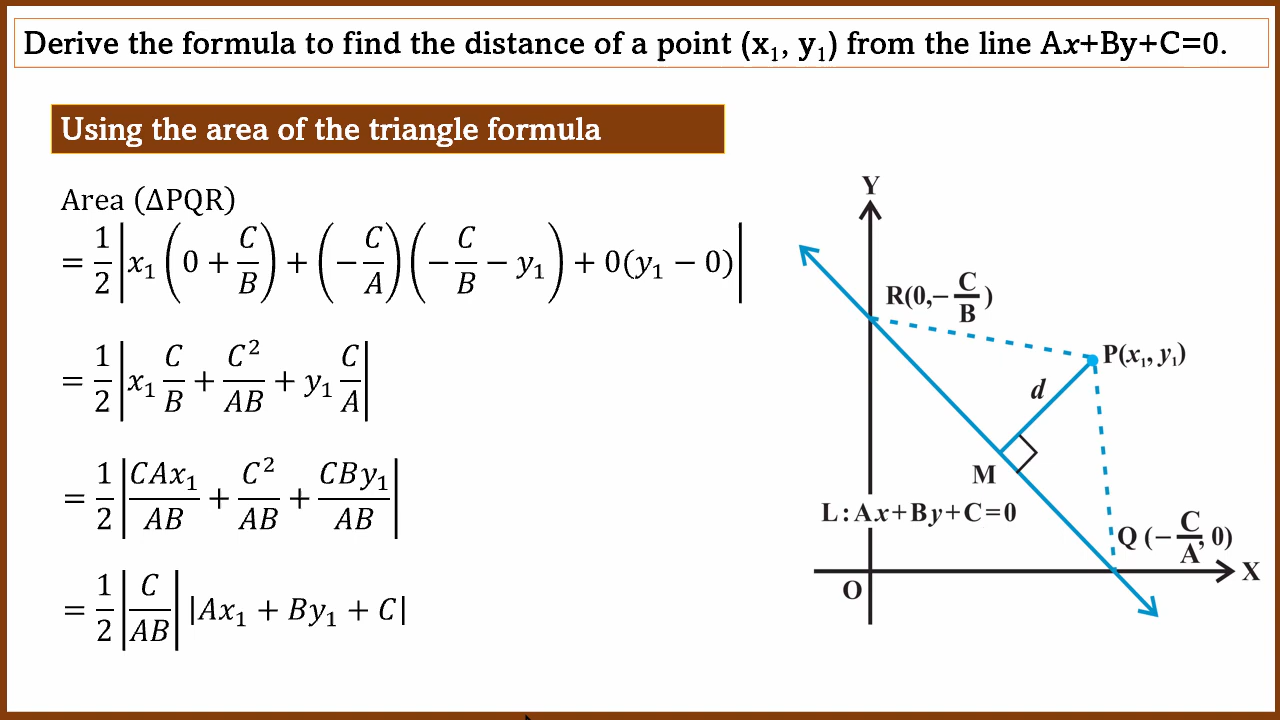 Derive the formula to find the distance of a point (x₁, y₁) from the line Ax+By+C=0.
Using the area of the triangle formula
Area (ΔPQR)
= 1/2 |x₁ (0 + C/B) + (−C/A) (−C/B − y₁) + 0(y₁ − 0)|
= 1/2 |x₁ C/B + C²/AB + y₁ C/A|
= 1/2 |CAx₁/AB + C²/AB + CBy₁/AB|
= 1/2 |C/AB| |Ax₁ + By₁ + C|
Y
R(0,−C/B)
P(x₁, y₁)
d
M
L:Ax+By+C=0
Q (−C/A, 0)
X
O